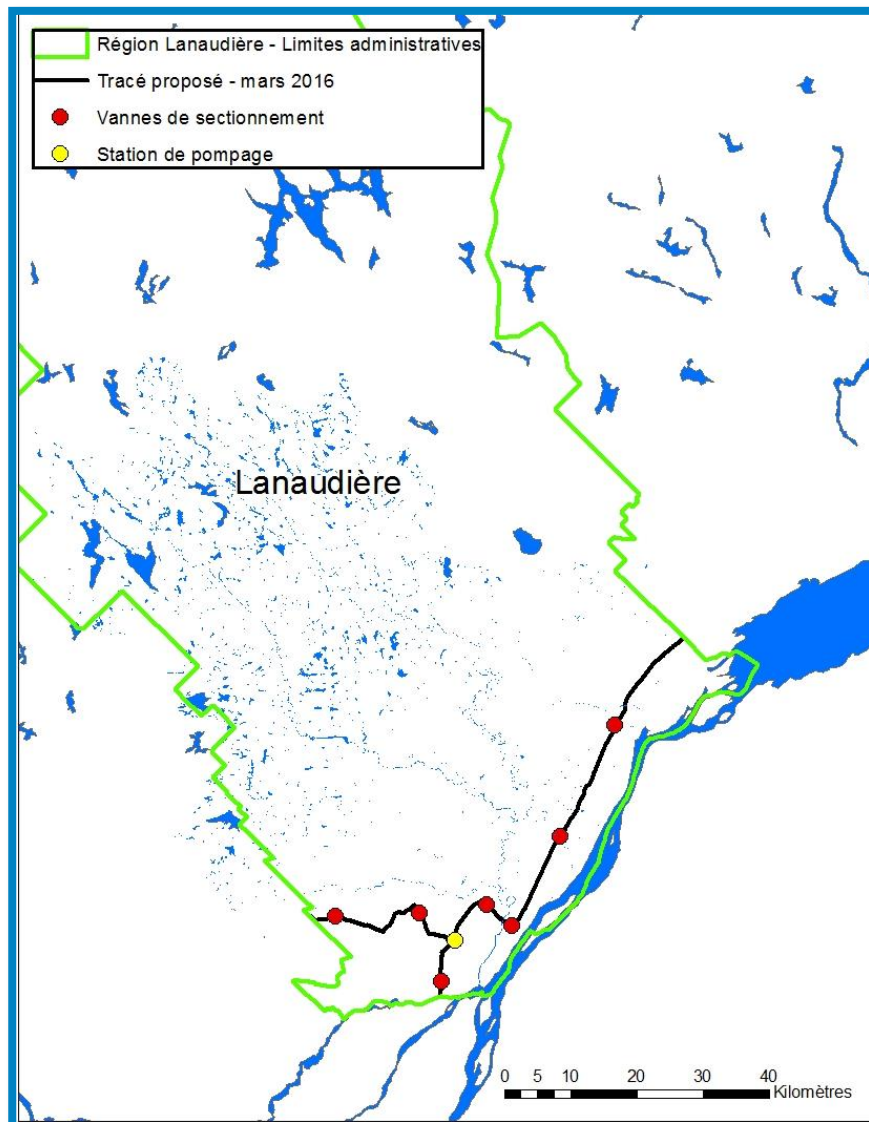 Région Lanaudière - Limites administratives
Tracé proposé - mars 2016
Vannes de sectionnement
Station de pompage
Lanaudière
0 5 10 20 30 40
Kilomètres